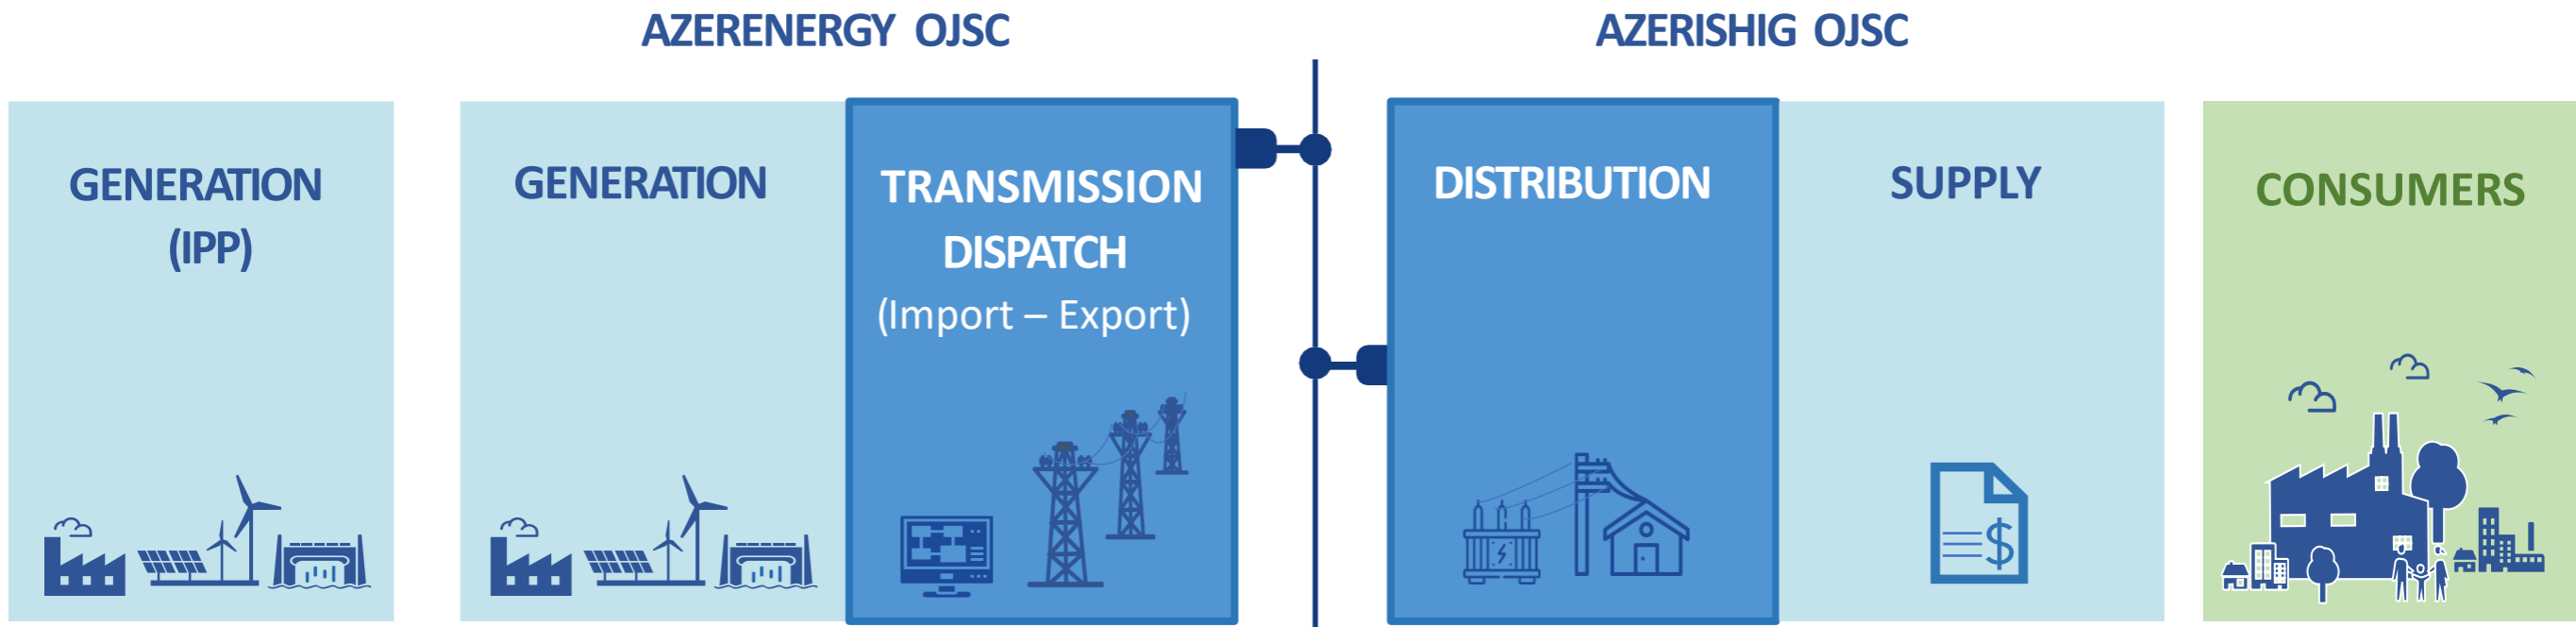 AZERENERGY OJSC
AZERISHIG OJSC
GENERATION
(IPP)
GENERATION
TRANSMISSION
DISPATCH
(Import – Export)
DISTRIBUTION
SUPPLY
$
CONSUMERS